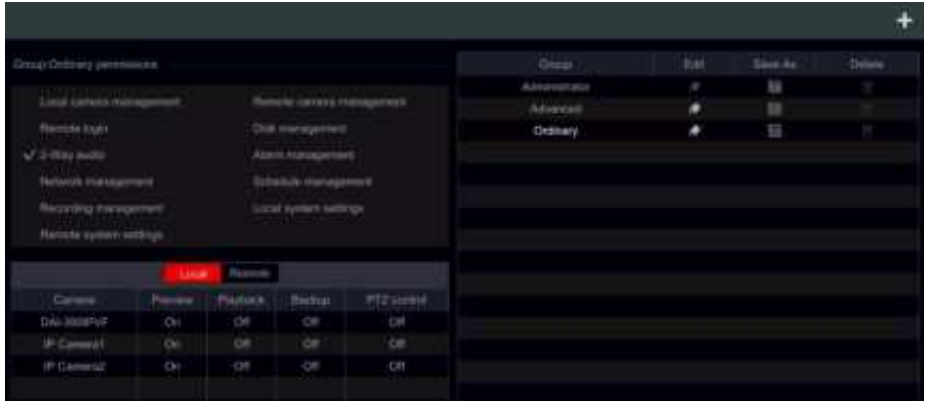 Group:Ordinary permissions
Local camera management Remote camera management
Remote login Disk management
2-Way audio Alarm management
Network management Schedule management
Recording management Local system settings
Remote system settings
Local Remote
Camera Preview Playback Backup PTZ control
On Off Off Off
IP Camera1 On Off Off Off
IP Camera2 On Off Off Off
Group Edit Save As Delete
Administrator
Advanced
Ordinary